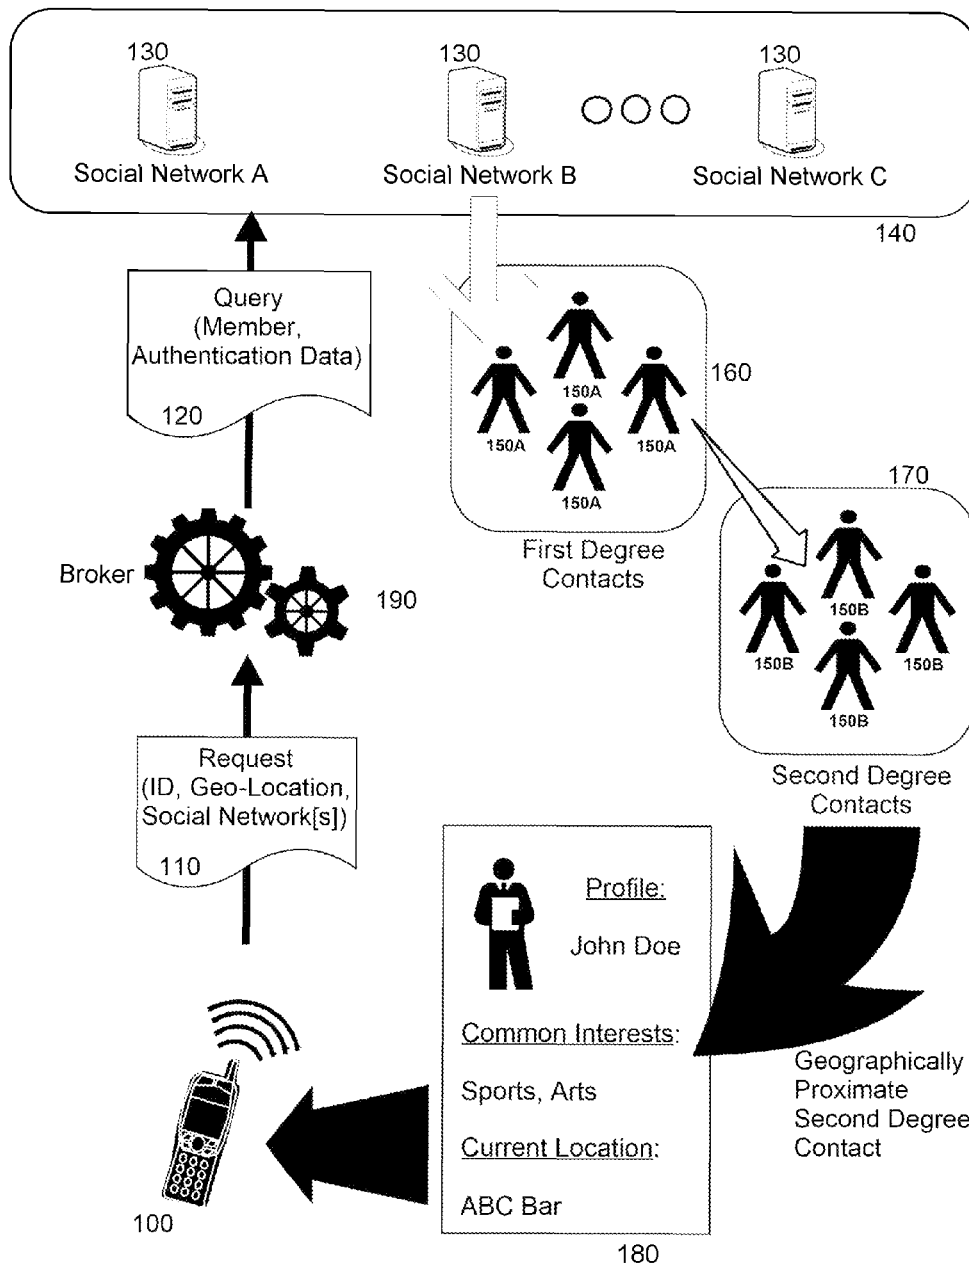 130
130
130
Social Network A
Social Network B
Social Network C
140
Query
(Member,
Authentication Data)
120
160
150A
150A
150A
150A
First Degree
Contacts
170
Broker
190
150B
150B
150B
150B
Second Degree
Contacts
Request
(ID, Geo-Location,
Social Network[s])
110
Profile:
John Doe
Common Interests:
Sports, Arts
Current Location:
ABC Bar
180
Geographically
Proximate
Second Degree
Contact
100